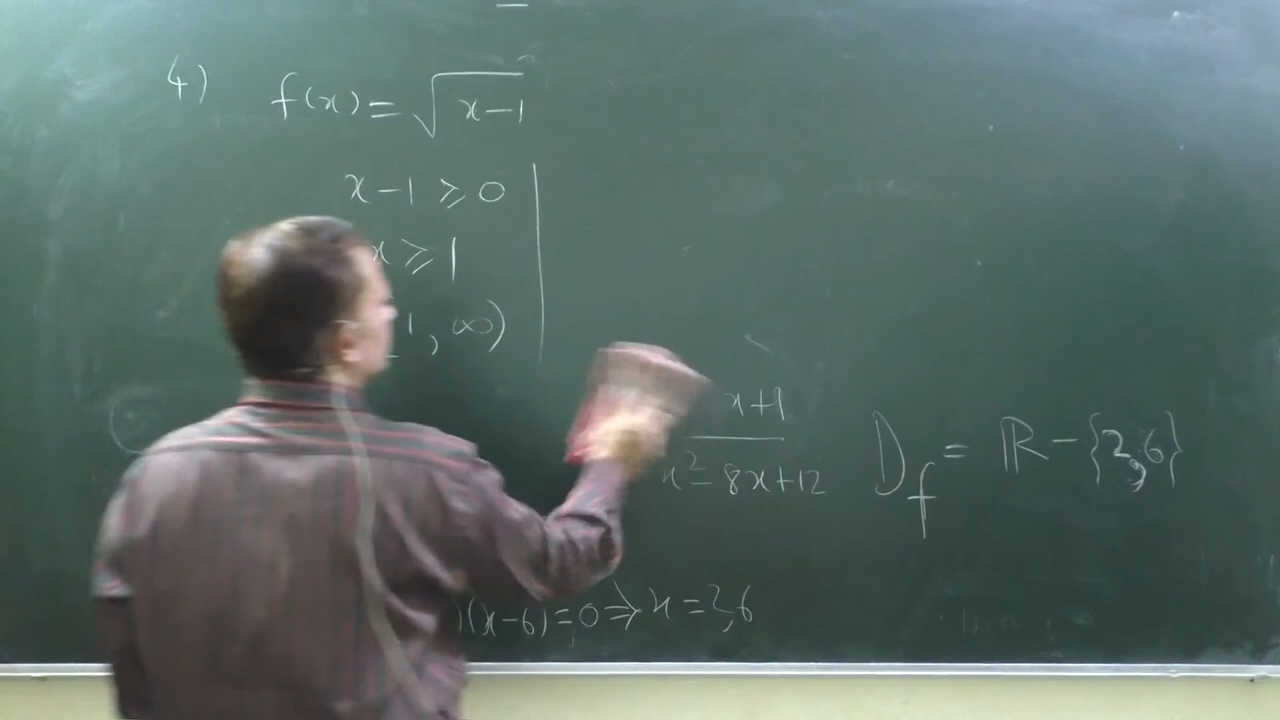 4) f(x) = √(x-1)
x-1 ⩾ 0
x ⩾ 1
1, ∞)
x+1
x²-8x+12
D_f = ℝ - {2,6}
)(x-6)=0 ⇒ x=2,6